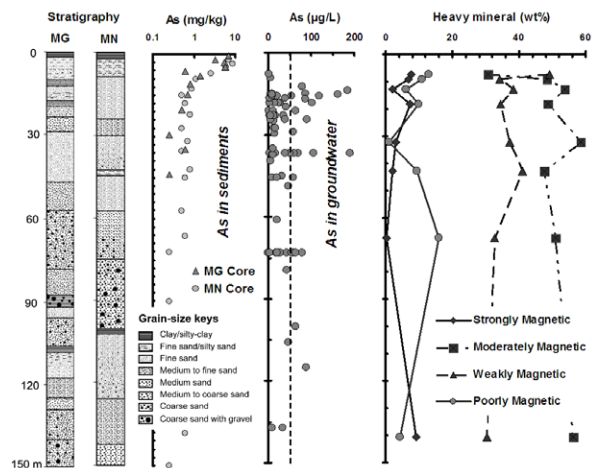 Stratigraphy
MG MN
As (mg/kg)
0.1 1 10
As (µg/L)
0 50 100 150 200
Heavy mineral (wt%)
0 20 40 60
0
30
60
90
120
150 m
As in sediments
As in groundwater
MG Core
MN Core
Grain-size keys
Clay/silty-clay
Fine sand/silty sand
Fine sand
Medium to fine sand
Medium sand
Medium to coarse sand
Coarse sand
Coarse sand with gravel
Strongly Magnetic
Moderately Magnetic
Weakly Magnetic
Poorly Magnetic